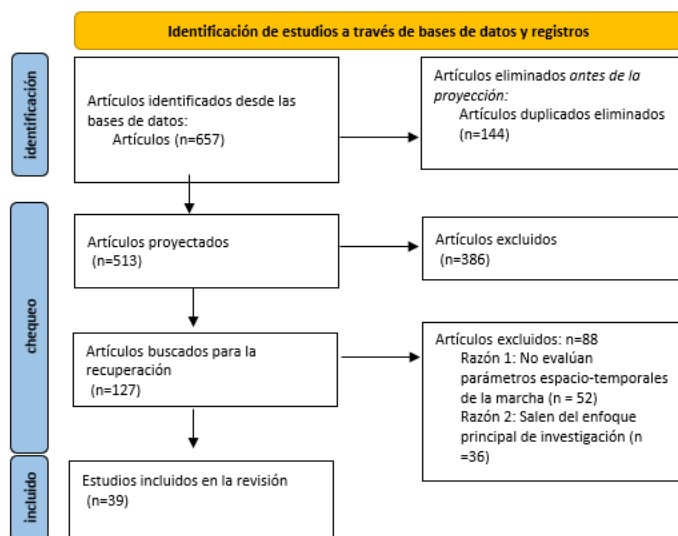 Identificación de estudios a través de bases de datos y registros
identificación
Artículos identificados desde las
bases de datos:
Artículos (n=657)
Artículos eliminados antes de la
proyección:
Artículos duplicados eliminados
(n=144)
chequeo
Artículos proyectados
(n=513)
Artículos excluidos
(n=386)
Artículos buscados para la
recuperación
(n=127)
Artículos excluidos: n=88
Razón 1: No evalúan
parámetros espacio-temporales
de la marcha (n = 52)
Razón 2: Salen del enfoque
principal de investigación (n
=36)
incluido
Estudios incluidos en la revisión
(n=39)